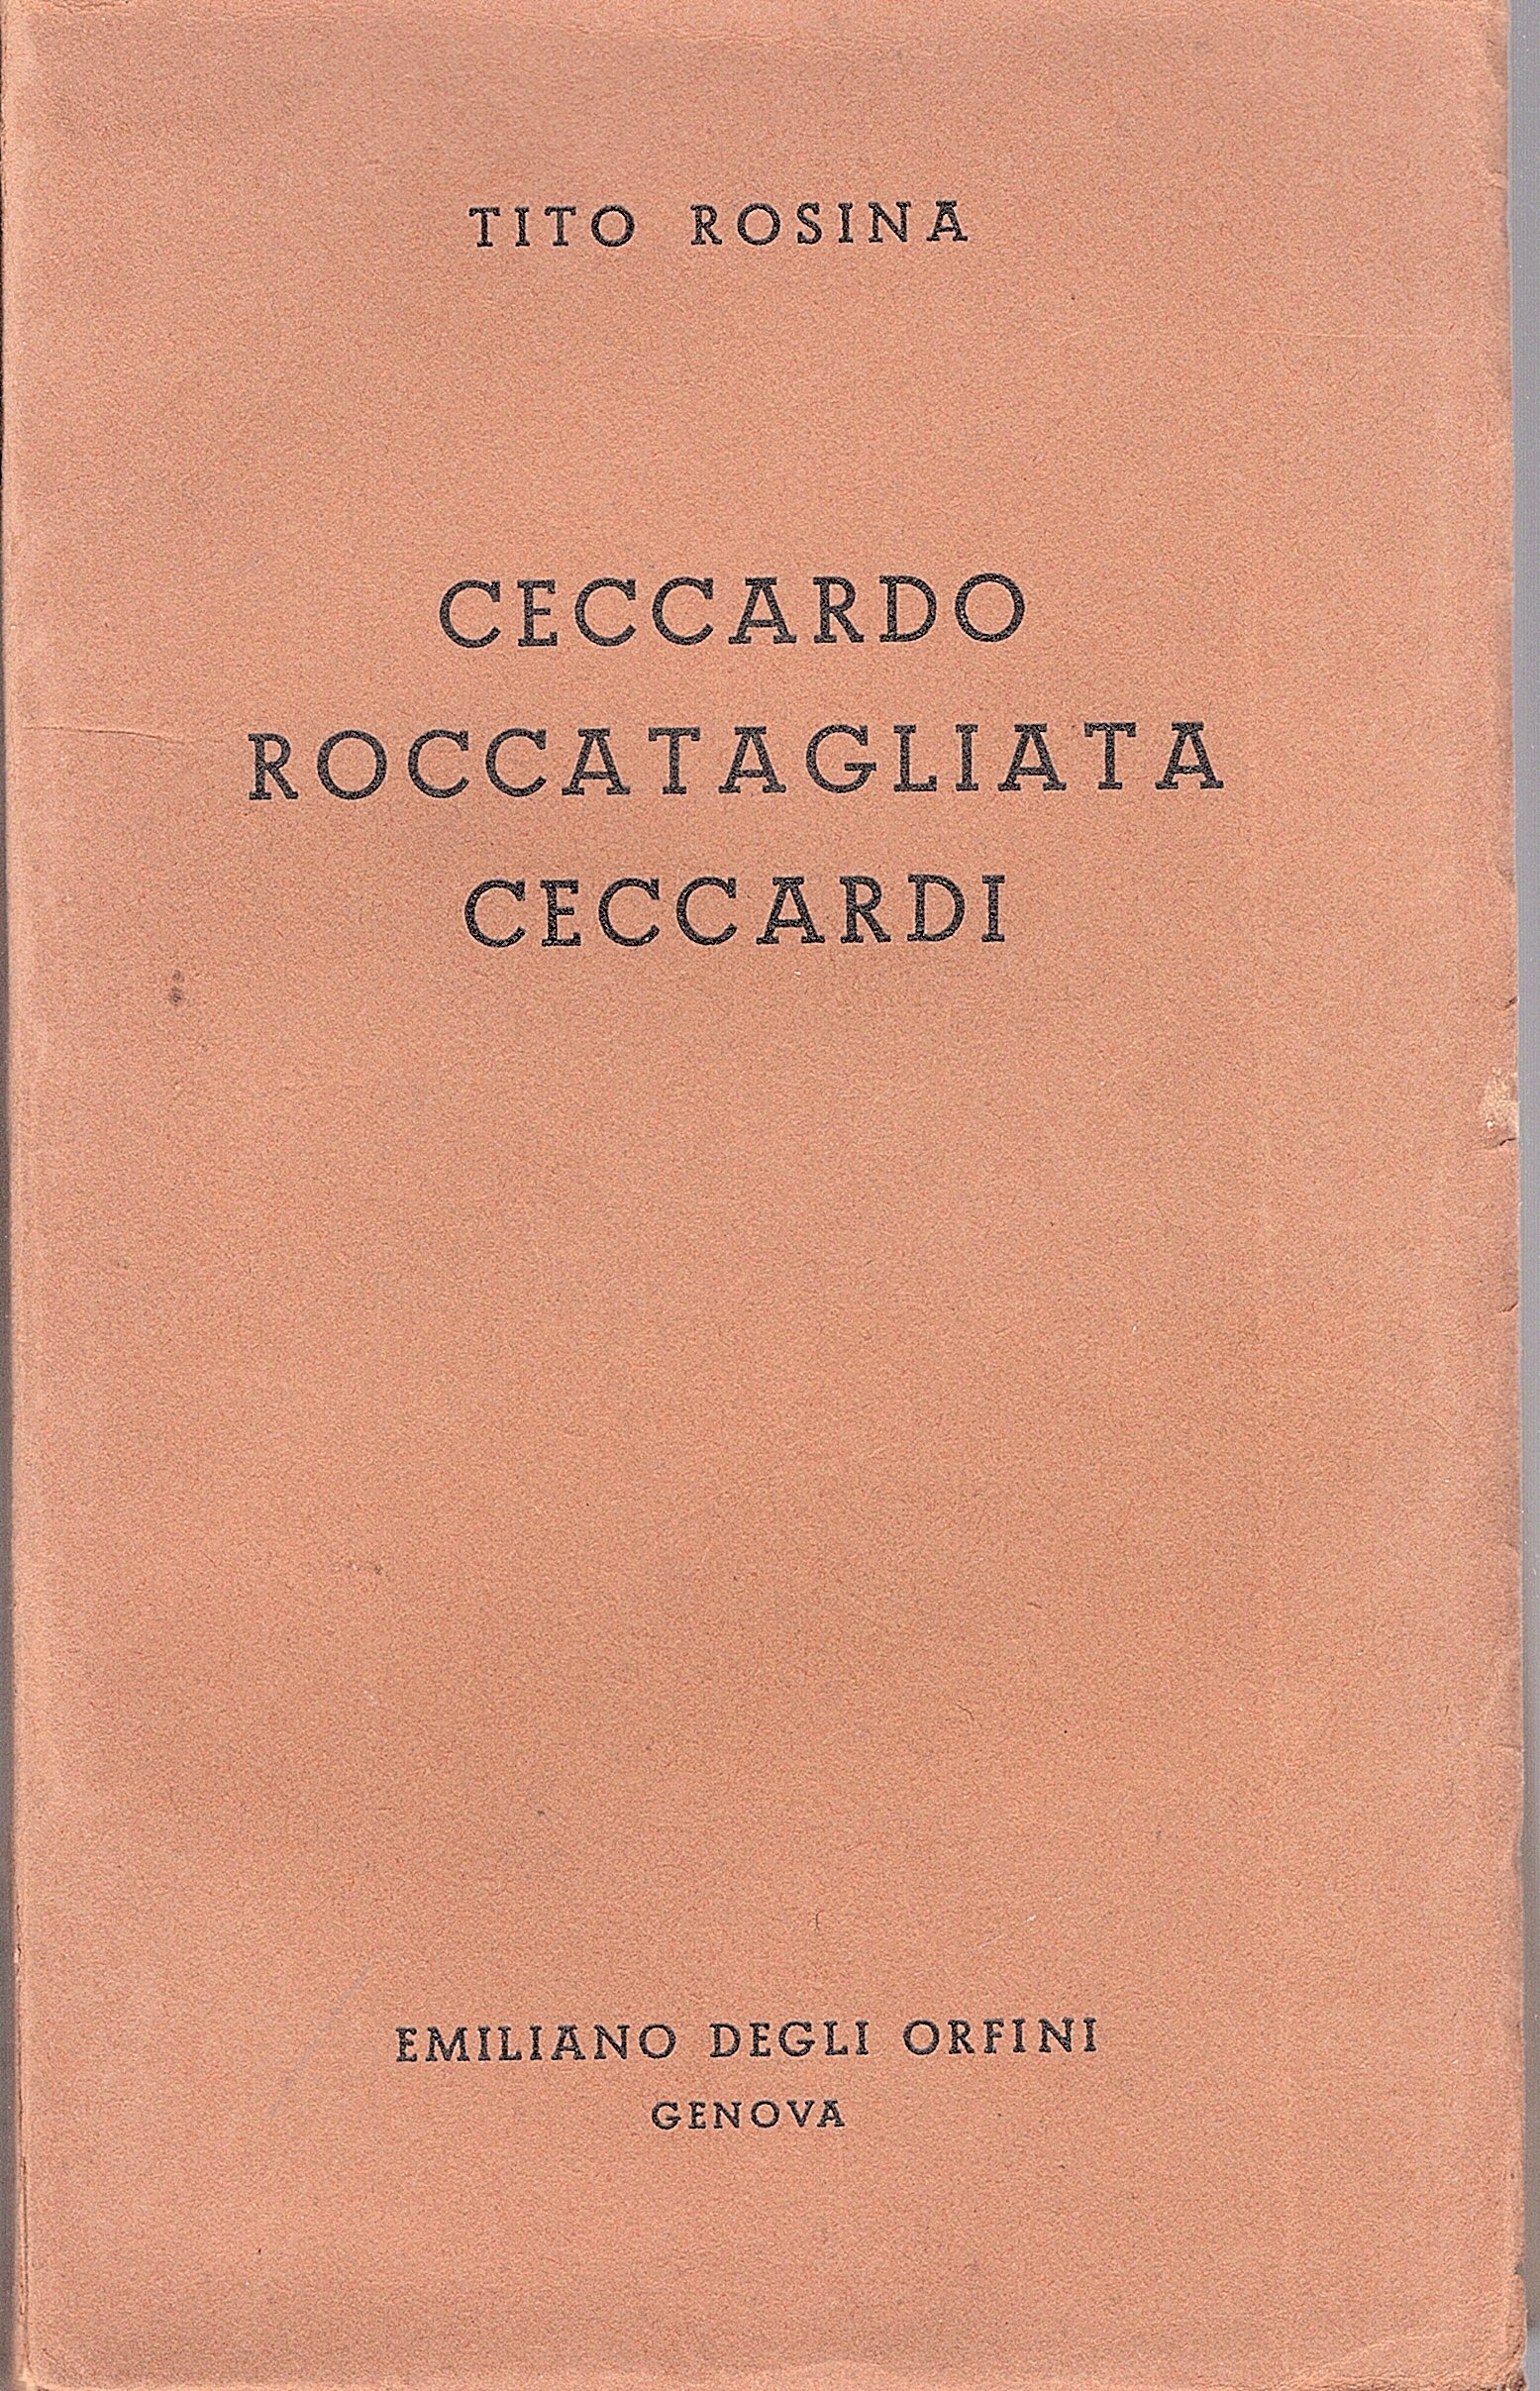 TITO ROSINA
CECCARDO
ROCCATAGLIATA
CECCARDI
EMILIANO DEGLI ORFINI
GENOVA